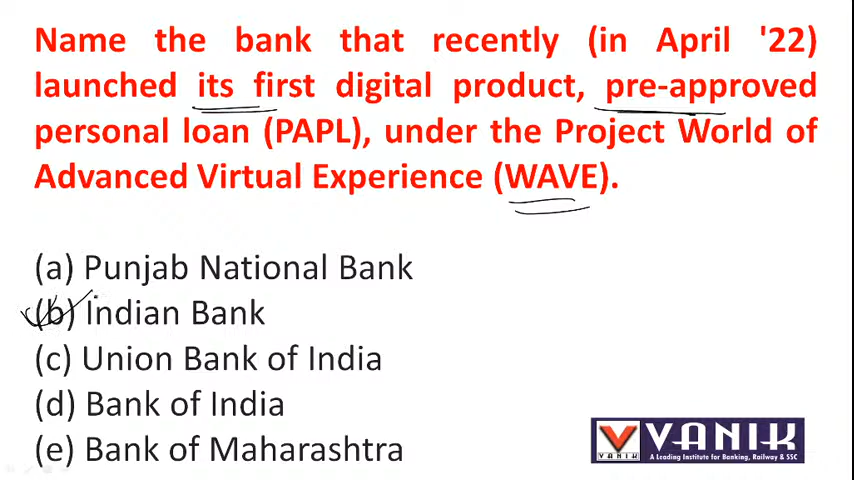 Name the bank that recently (in April '22)
launched its first digital product, pre-approved
personal loan (PAPL), under the Project World of
Advanced Virtual Experience (WAVE).
(a) Punjab National Bank
(b) Indian Bank
(c) Union Bank of India
(d) Bank of India
(e) Bank of Maharashtra
VANIK
VANIK
A Leading Institute for Banking, Railway & SSC